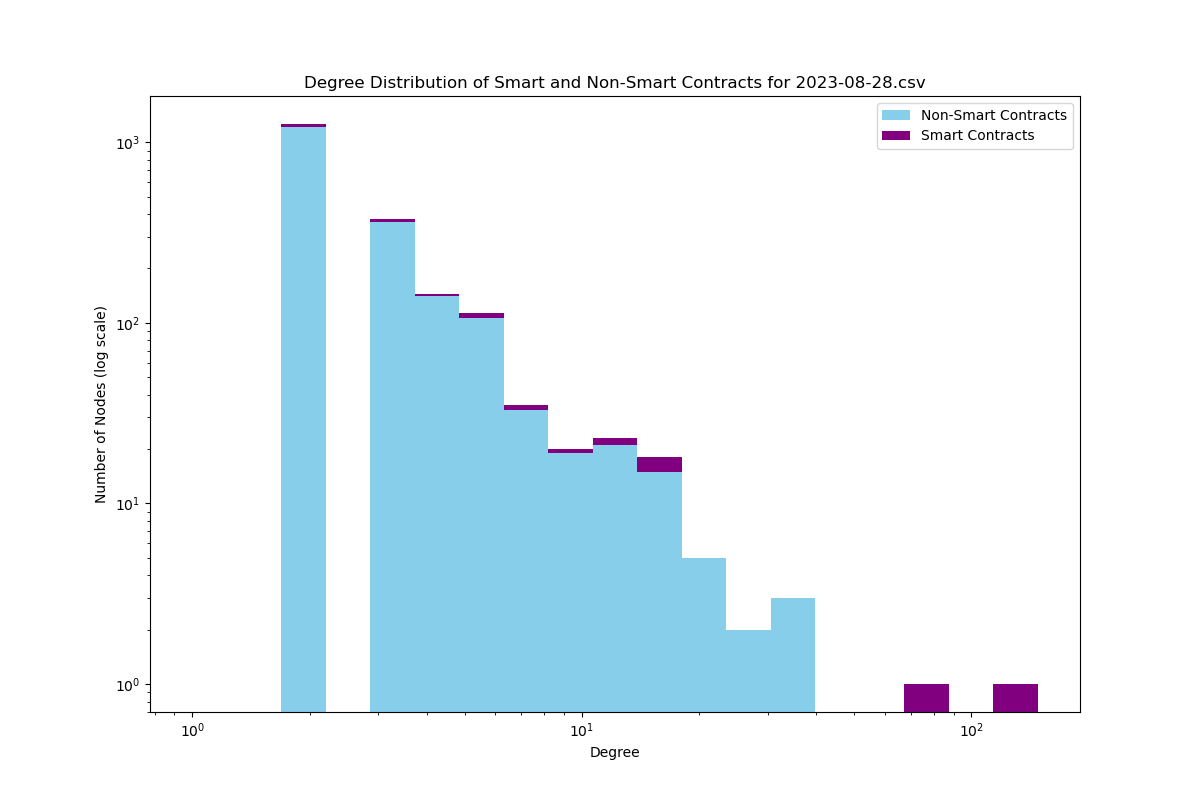 Degree Distribution of Smart and Non-Smart Contracts for 2023-08-28.csv
Non-Smart Contracts
Smart Contracts
Number of Nodes (log scale)
10³
10²
10¹
10⁰
10⁰ 10¹ 10²
Degree